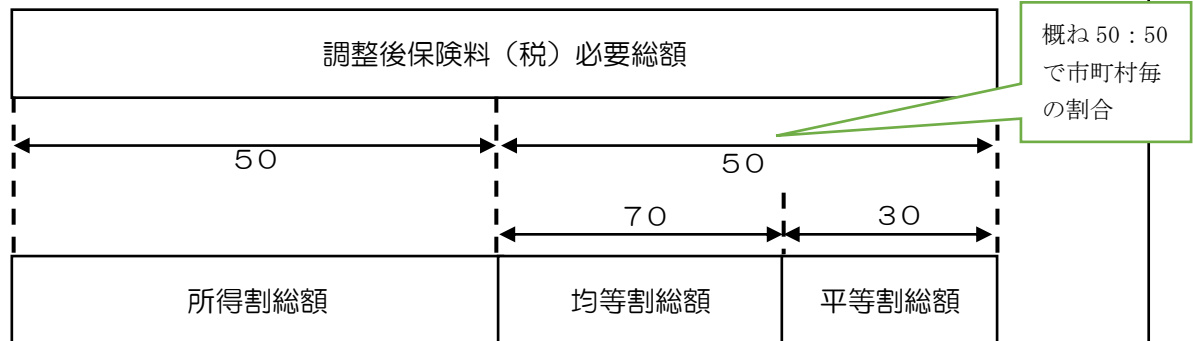 調整後保険料（税）必要総額
概ね 50：50
で市町村毎
の割合
５０
５０
７０
３０
所得割総額
均等割総額
平等割総額